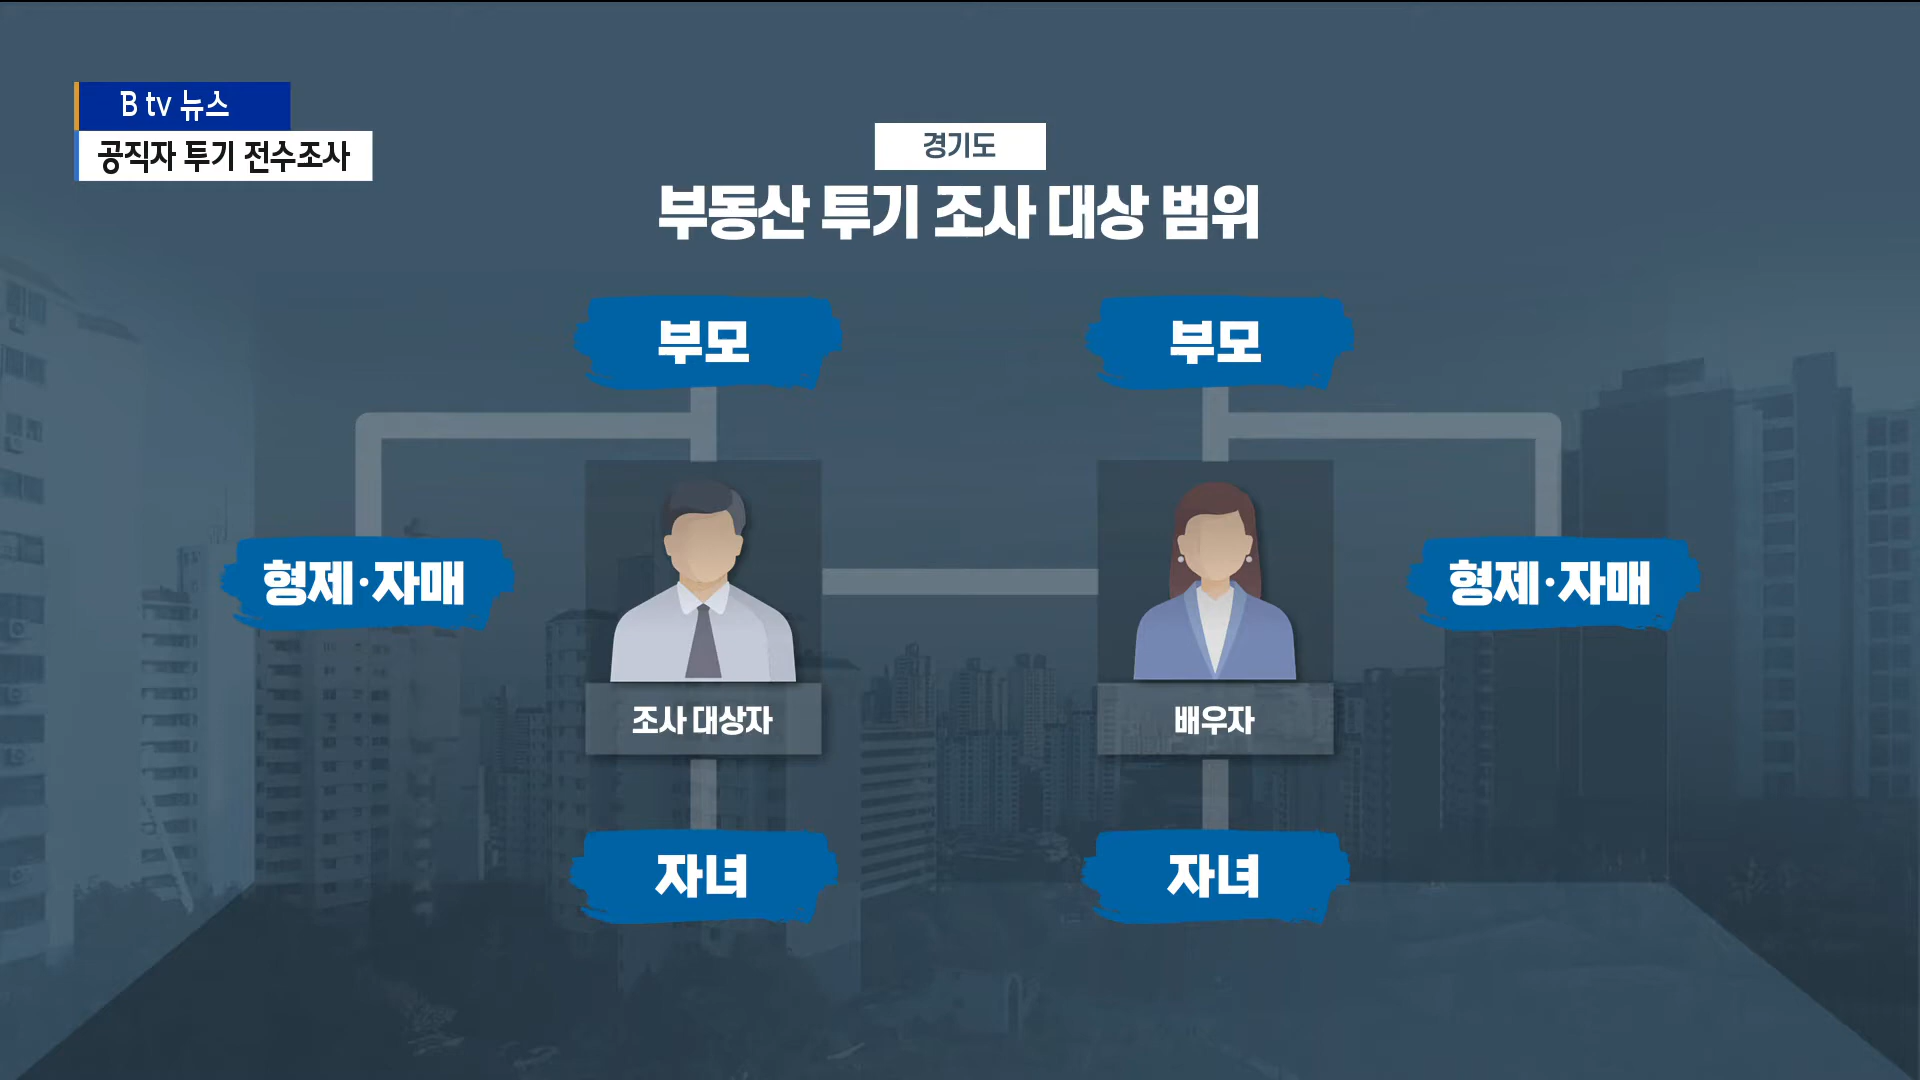 B tv 뉴스
공직자 투기 전수조사
경기도
부동산 투기 조사 대상 범위
부모
부모
형제·자매
형제·자매
조사 대상자
배우자
자녀
자녀